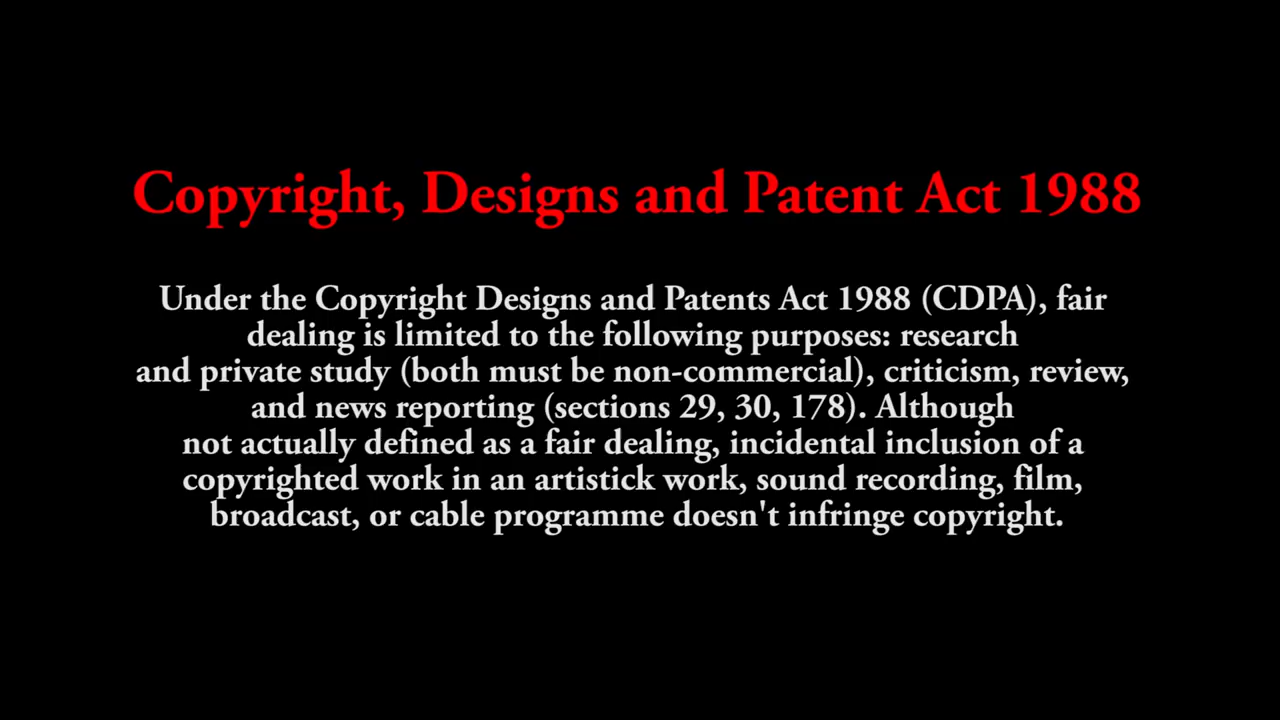 Copyright, Designs and Patent Act 1988
Under the Copyright Designs and Patents Act 1988 (CDPA), fair
dealing is limited to the following purposes: research
and private study (both must be non-commercial), criticism, review,
and news reporting (sections 29, 30, 178). Although
not actually defined as a fair dealing, incidental inclusion of a
copyrighted work in an artistick work, sound recording, film,
broadcast, or cable programme doesn't infringe copyright.